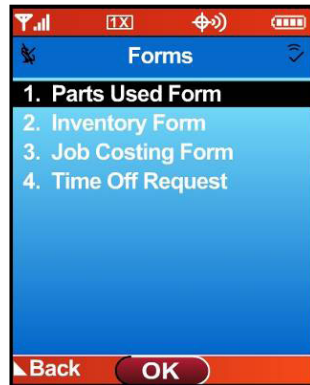 1X
Forms
1. Parts Used Form
2. Inventory Form
3. Job Costing Form
4. Time Off Request
Back OK